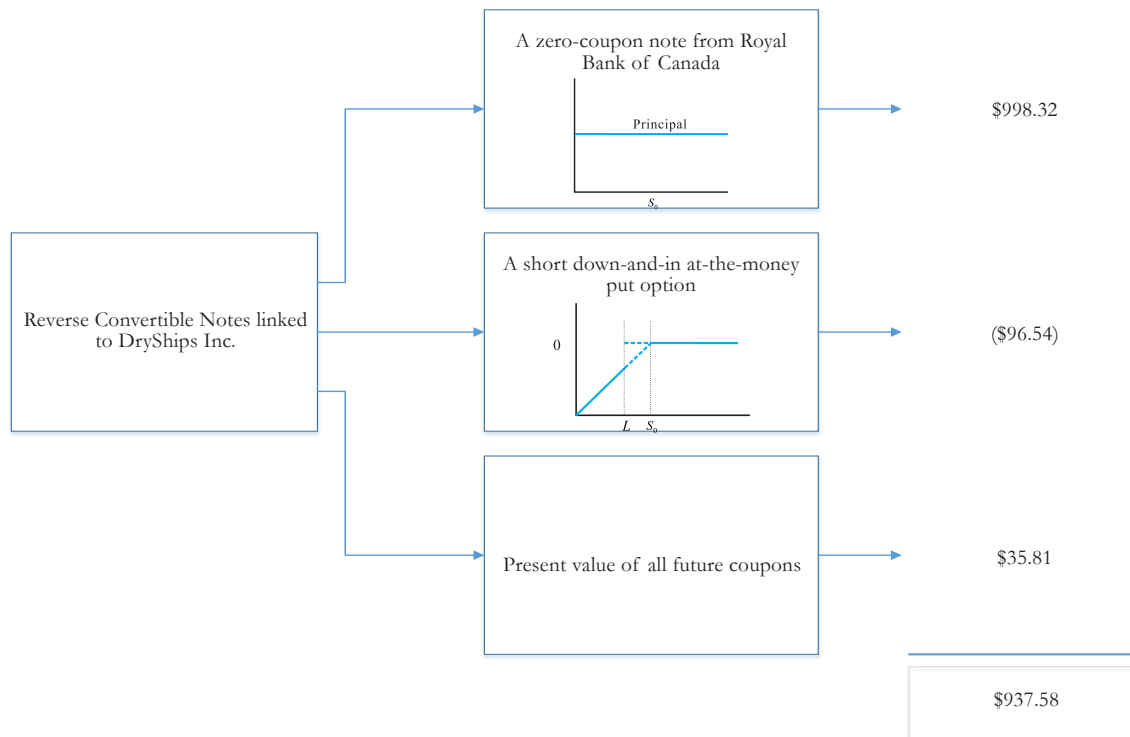 A zero-coupon note from Royal
Bank of Canada
Principal
S₀
$998.32
Reverse Convertible Notes linked
to DryShips Inc.
A short down-and-in at-the-money
put option
0
L
S₀
($96.54)
Present value of all future coupons
$35.81
$937.58